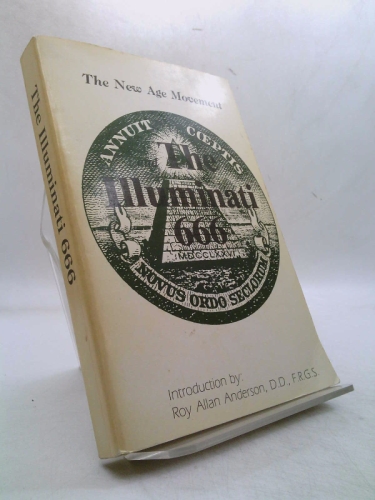 The Illuminati 666
The New Age Movement
ANNUIT CŒPTIS
The
Illuminati
666
MDCCLXXVI
NOVUS ORDO SECLORUM
Introduction by:
Roy Allan Anderson, D.D., F.R.G.S.